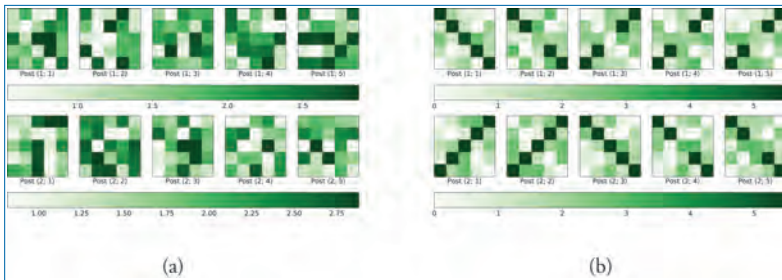 Post (1; 1) Post (1; 2) Post (1; 3) Post (1; 4) Post (1; 5) Post (1; 1) Post (1; 2) Post (1; 3) Post (1; 4) Post (1; 5)
1.0 1.5 2.0 0 1 2 3 4 5
Post (2; 1) Post (2; 2) Post (2; 3) Post (2; 4) Post (2; 5) Post (2; 1) Post (2; 2) Post (2; 3) Post (2; 4) Post (2; 5)
1.00 1.25 1.50 1.75 2.00 2.25 2.50 2.75 0 1 2 3 4 5
(a) (b)